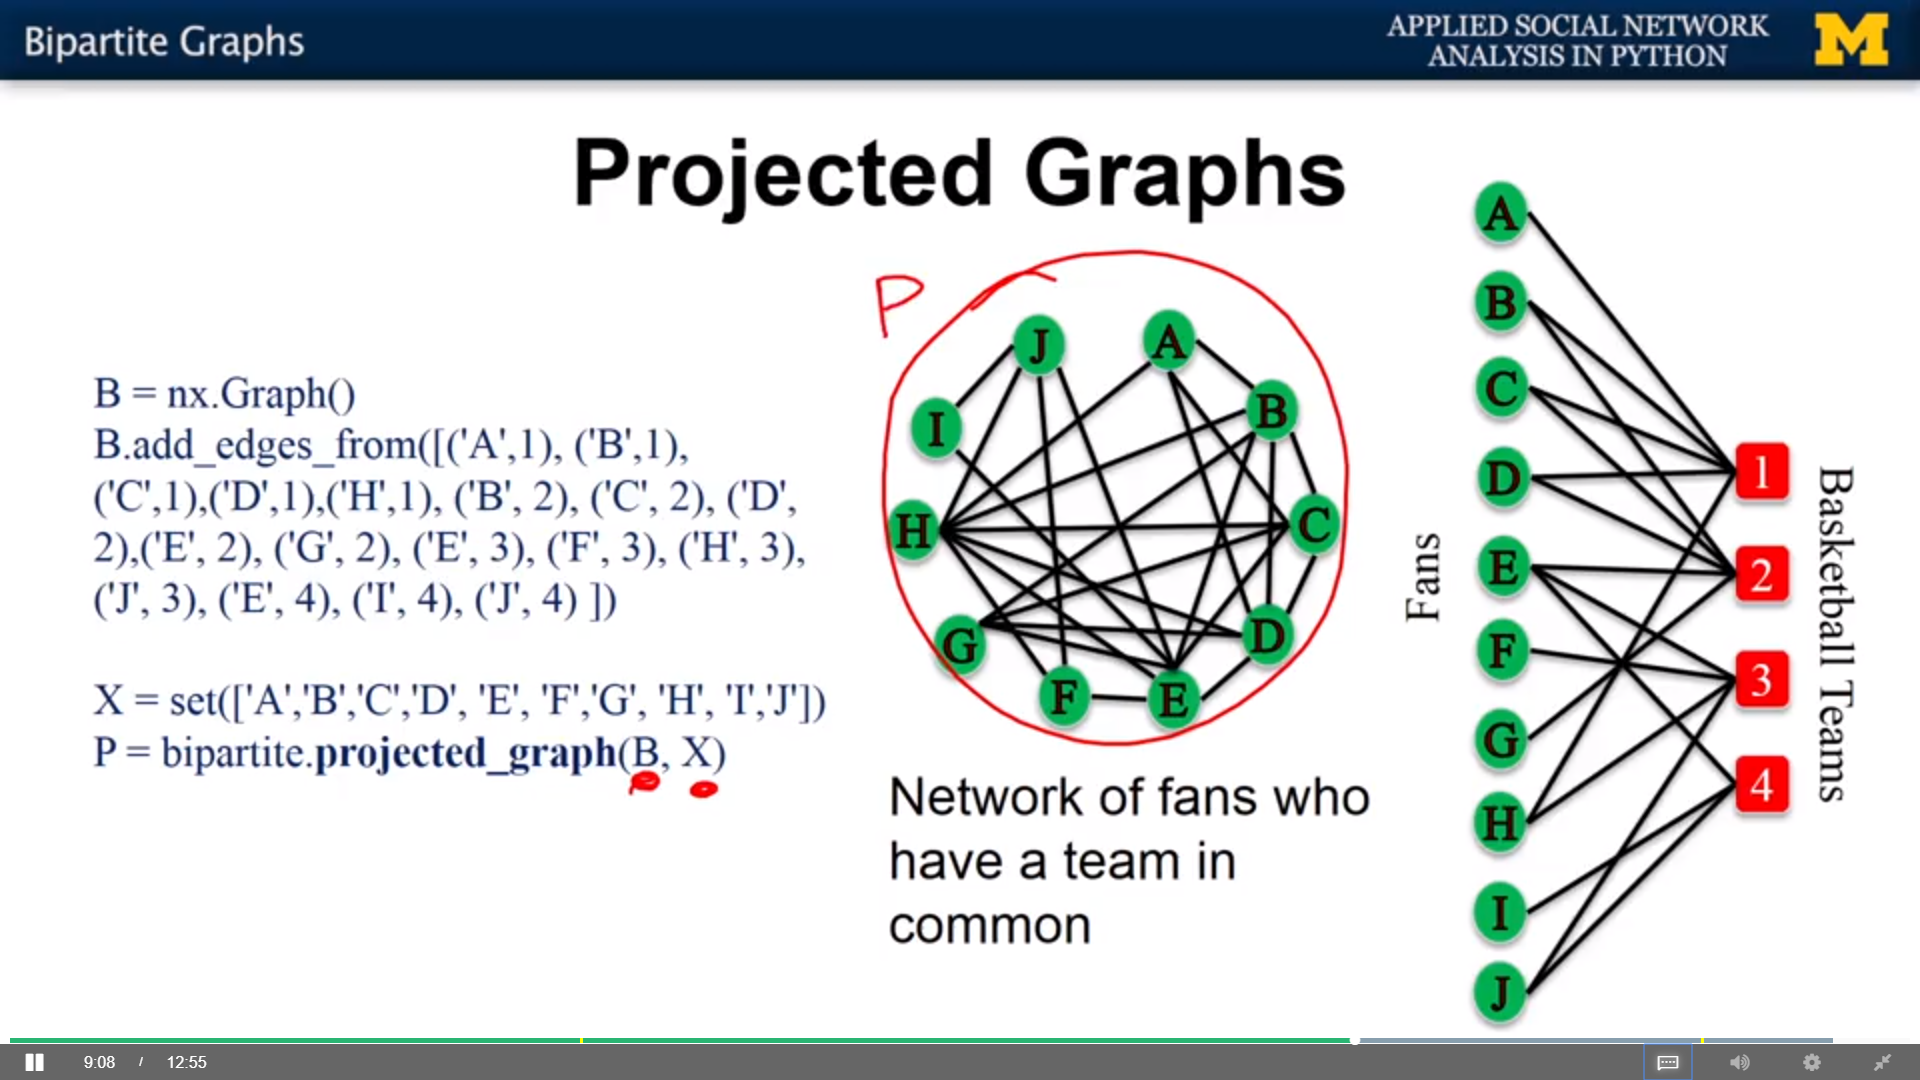 Bipartite Graphs
APPLIED SOCIAL NETWORK
ANALYSIS IN PYTHON
M
Projected Graphs
B = nx.Graph()
B.add_edges_from([('A',1), ('B',1),
('C',1),('D',1),('H',1), ('B', 2), ('C', 2), ('D',
2),('E', 2), ('G', 2), ('E', 3), ('F', 3), ('H', 3),
('J', 3), ('E', 4), ('I', 4), ('J', 4) ])
X = set(['A','B','C','D', 'E', 'F','G', 'H', 'I','J'])
P = bipartite.projected_graph(B, X)
P
J
A
I
B
H
C
G
D
F
E
Network of fans who
have a team in
common
Fans
A
B
C
D
E
F
G
H
I
J
1
2
3
4
Basketball Teams
9:08 / 12:55